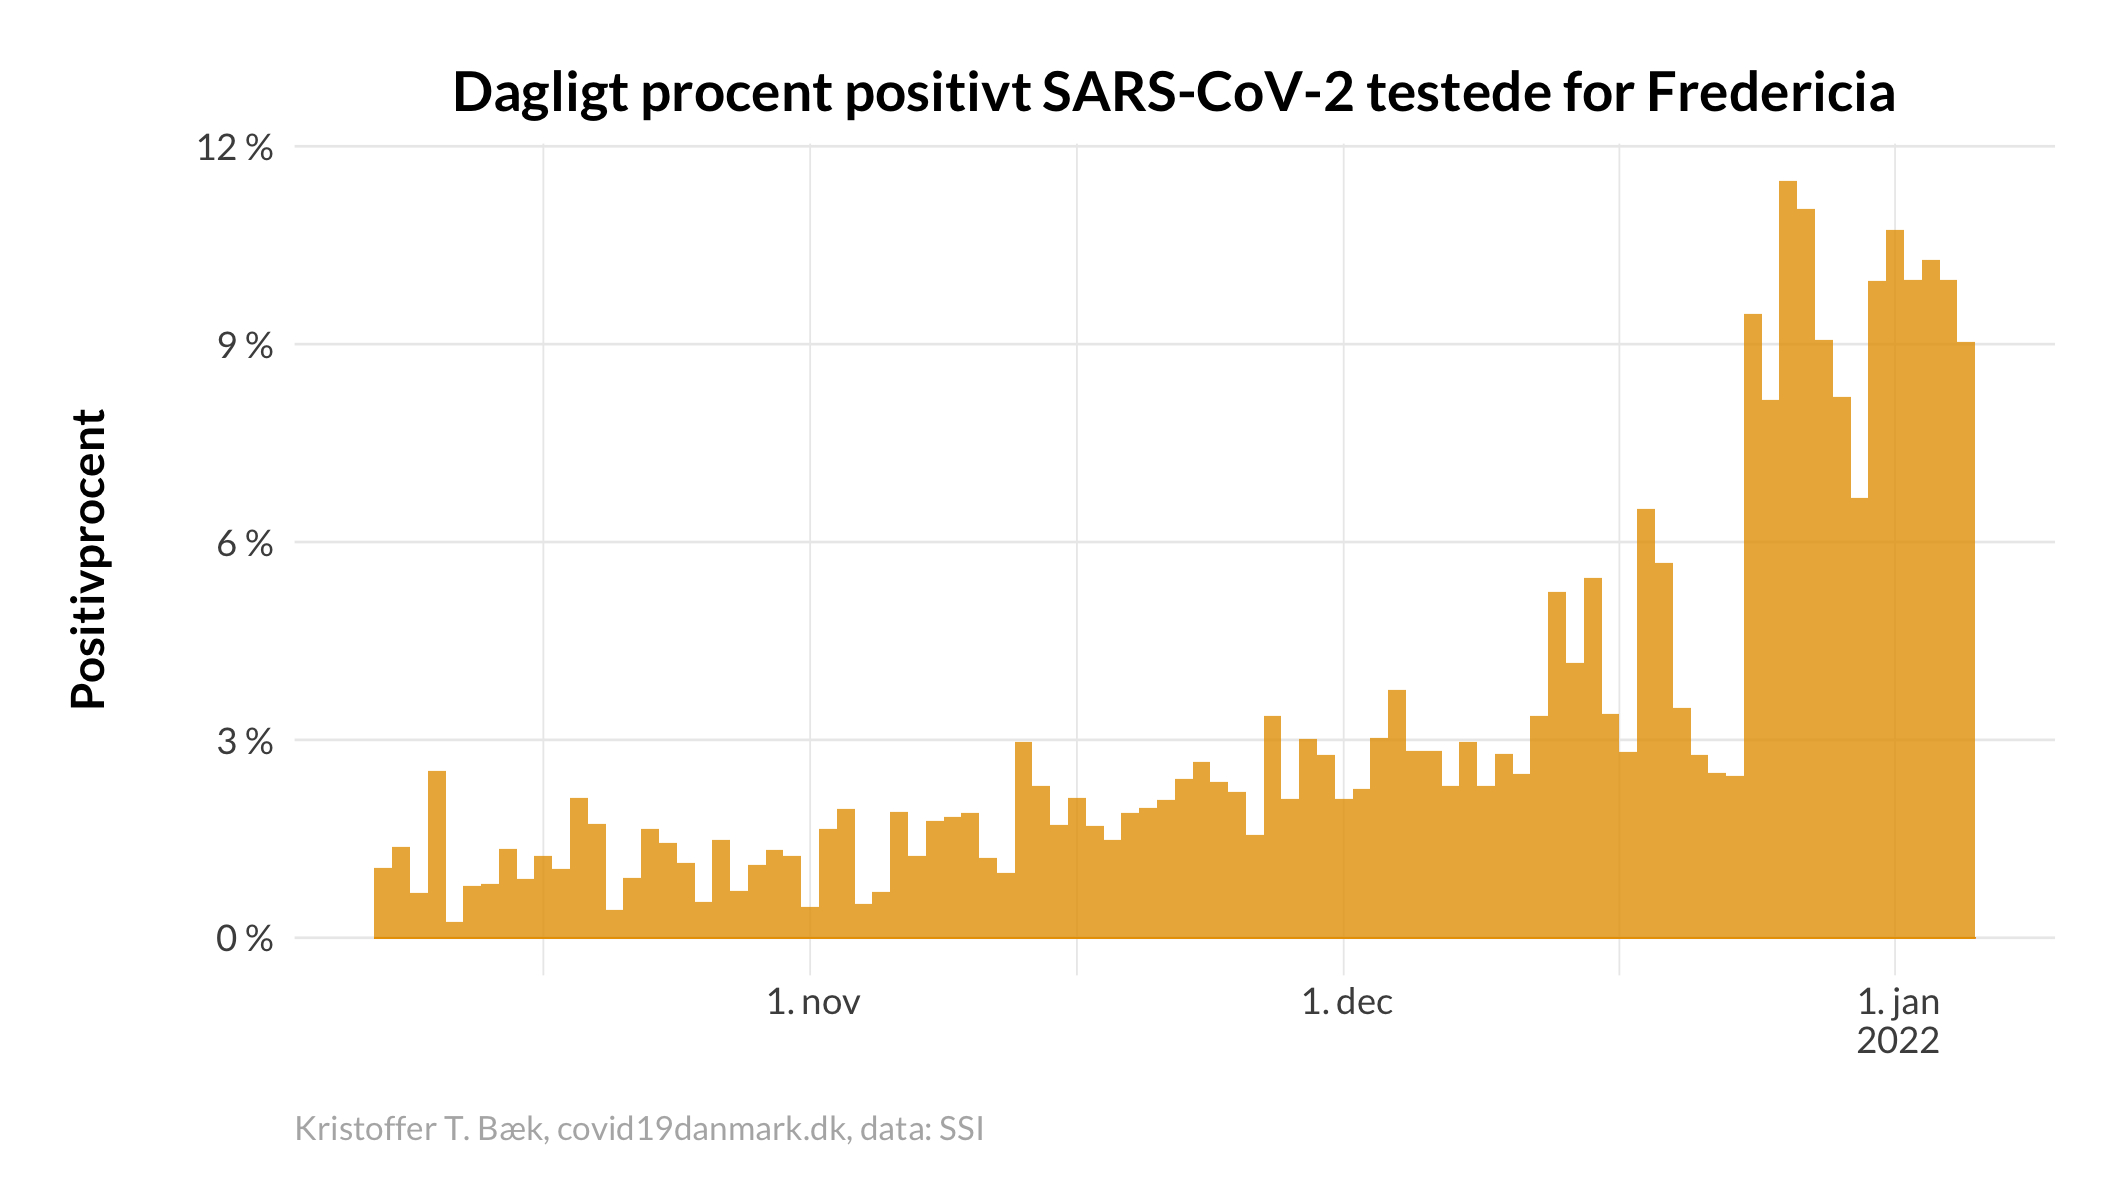 Dagligt procent positivt SARS-CoV-2 testede for Fredericia
Positivprocent
12 %
9 %
6 %
3 %
0 %
1. nov
1. dec
1. jan
2022
Kristoffer T. Bæk, covid19danmark.dk, data: SSI